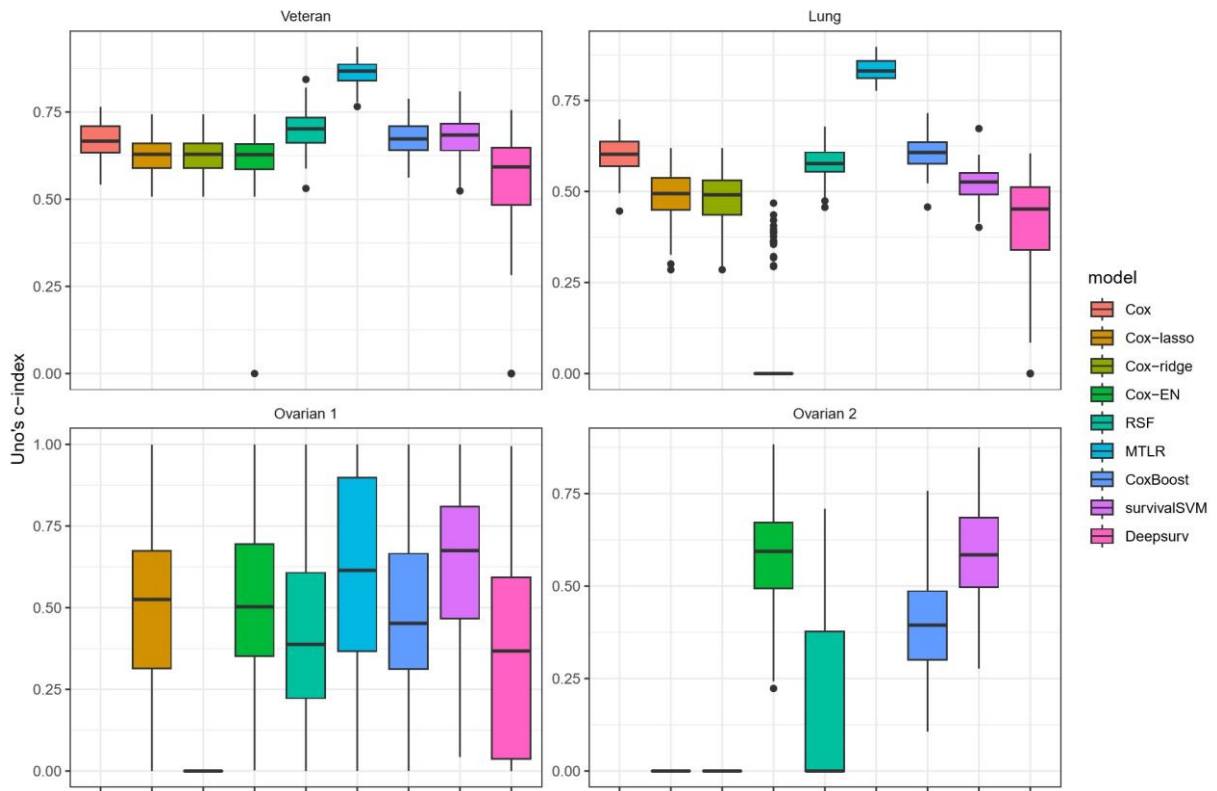 Veteran
Lung
0.75
0.50
0.25
0.00
0.75
0.50
0.25
0.00
Uno's c-index
Ovarian 1
Ovarian 2
1.00
0.75
0.50
0.25
0.00
0.75
0.50
0.25
0.00
model
Cox
Cox-lasso
Cox-ridge
Cox-EN
RSF
MTLR
CoxBoost
survivalSVM
Deepsurv